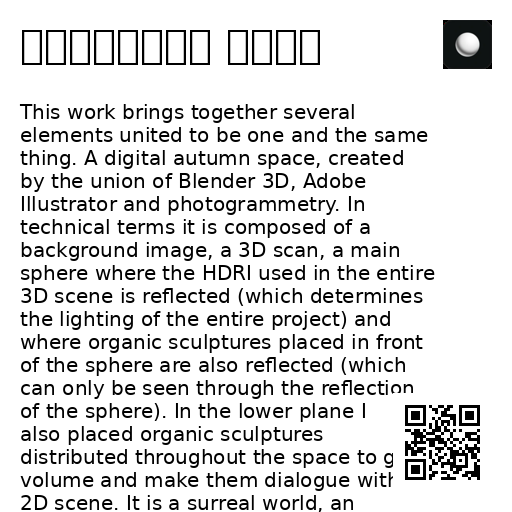 This work brings together several
elements united to be one and the same
thing. A digital autumn space, created
by the union of Blender 3D, Adobe
Illustrator and photogrammetry. In
technical terms it is composed of a
background image, a 3D scan, a main
sphere where the HDRI used in the entire
3D scene is reflected (which determines
the lighting of the entire project) and
where organic sculptures placed in front
of the sphere are also reflected (which
can only be seen through the reflection
of the sphere). In the lower plane I
also placed organic sculptures
distributed throughout the space to
volume and make them dialogue with
2D scene. It is a surreal world, an